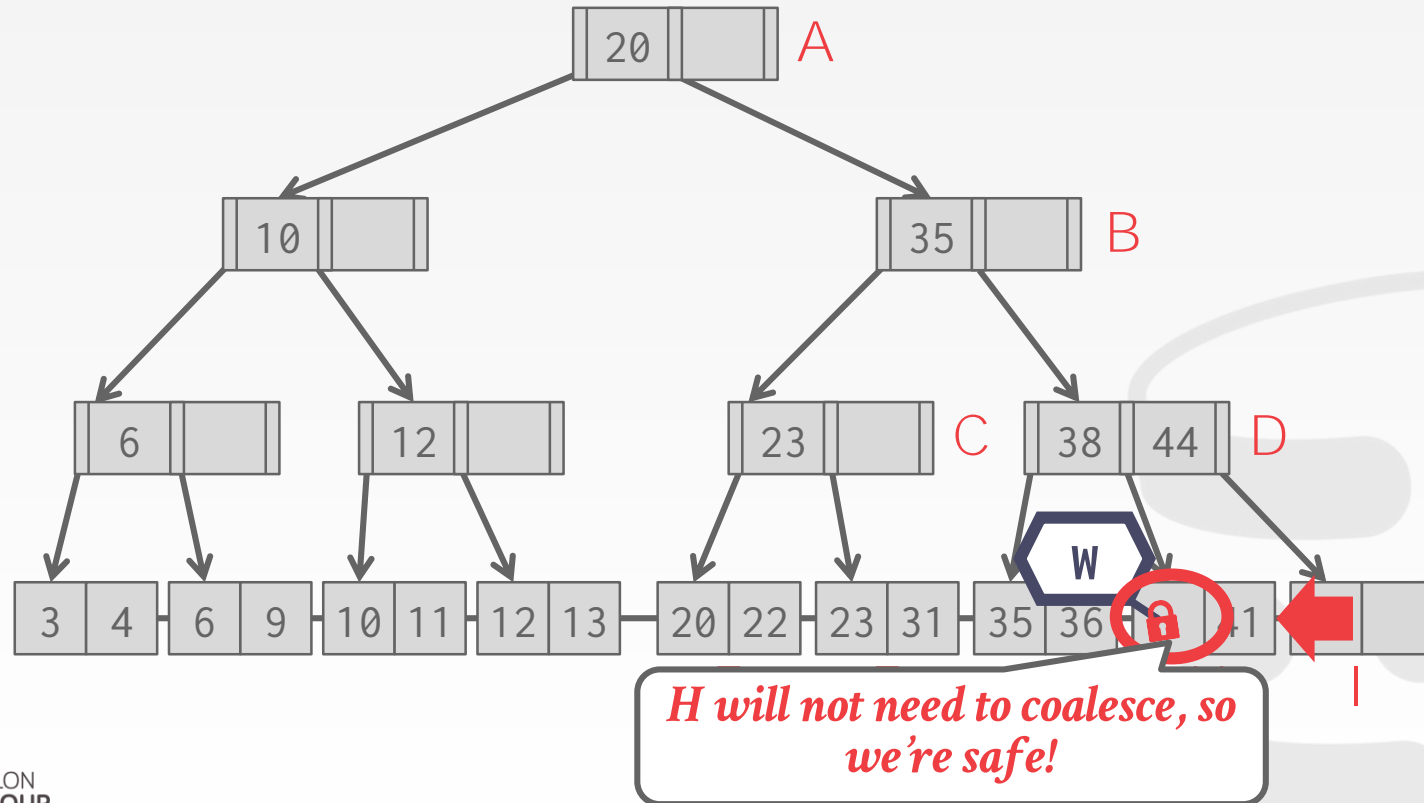 20 A
10 35 B
6 12 23 C 38 44 D
W
3 4 6 9 10 11 12 13 20 22 23 31 35 36 41
H will not need to coalesce, so
we’re safe!